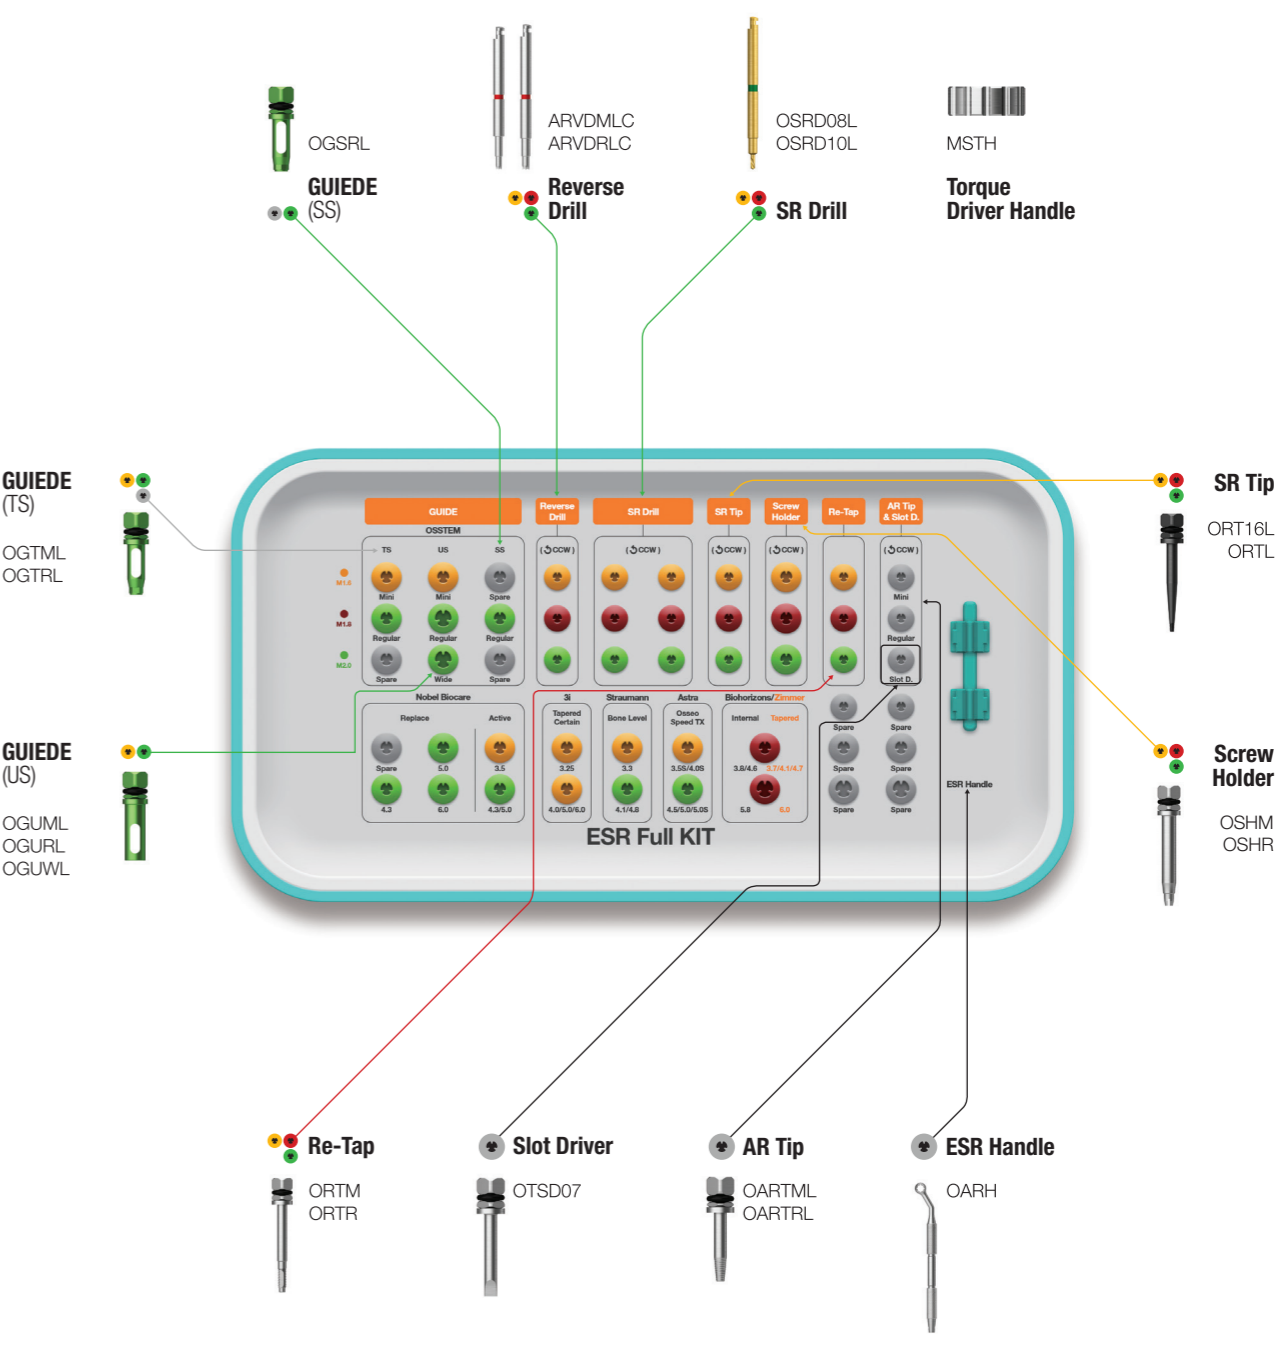 OGSRL
GUIEDE
(SS)
ARVDMLC
ARVDRLC
Reverse
Drill
OSRD08L
OSRD10L
SR Drill
MSTH
Torque
Driver Handle
GUIEDE
(TS)
OGTML
OGTRL
GUIEDE
(US)
OGUML
OGURL
OGUWL
SR Tip
ORT16L
ORTL
Screw
Holder
OSHM
OSHR
GUIDE
Reverse
Drill
SR Drill
SR Tip
Screw
Holder
Re-Tap
AR Tip
& Slot D.
OSSTEM
TS US SS
(CCW) (CCW) (CCW) (CCW) (CCW)
M1.6
Mini Mini Spare Mini
M1.8
Regular Regular Regular Regular
M2.0
Spare Wide Spare Slot D.
Nobel Biocare
Replace Active
Spare 5.0 3.5
4.3 6.0 4.3/5.0
3i
Tapered
Certain
3.25
4.0/5.0/6.0
Straumann
Bone Level
3.3
4.1/4.8
Astra
Osseo
Speed TX
3.5S/4.0S
4.5/5.0/5.0S
Biohorizons/Zimmer
Internal Tapered
3.8/4.6 3.7/4.1/4.7
5.8 6.0
Spare Spare
Spare Spare
Spare Spare
ESR Handle
ESR Full KIT
Re-Tap
ORTM
ORTR
Slot Driver
OTSD07
AR Tip
OARTML
OARTRL
ESR Handle
OARH